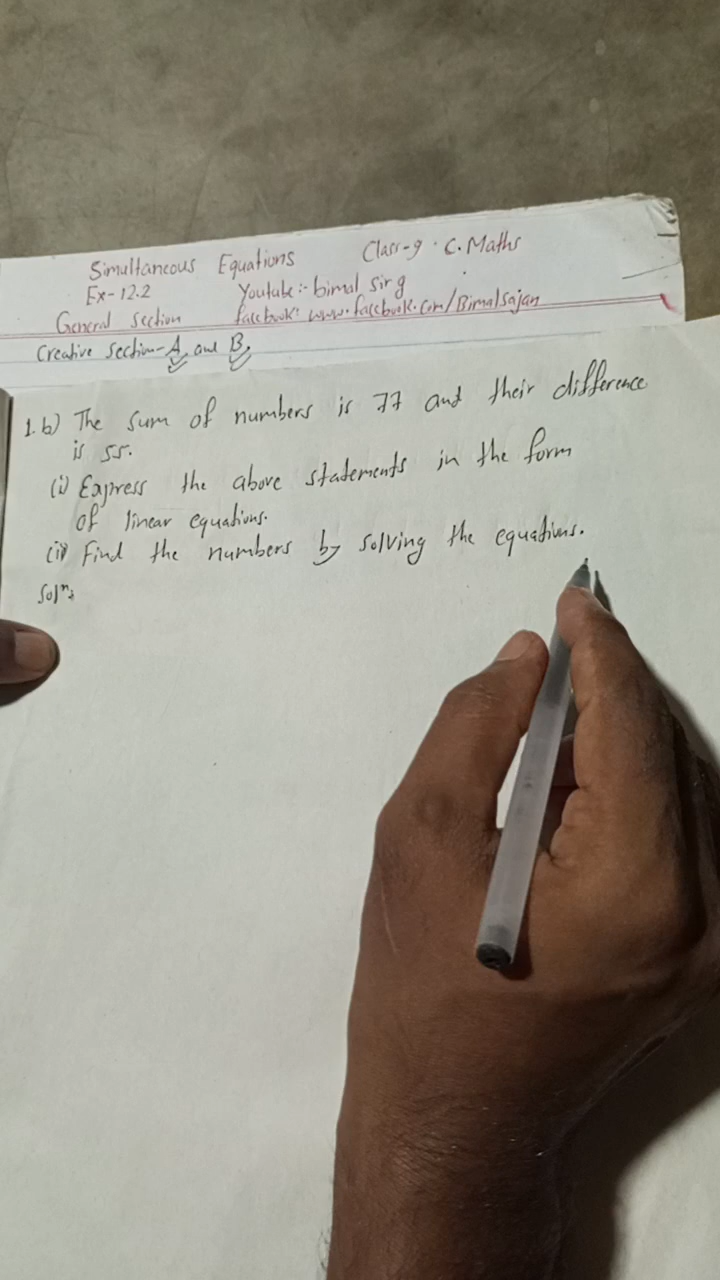 Simultaneous Equations Class-9 C. Maths
Ex-12.2 Youtube:- bimal sir g
General Section facebook: www.facebook.com/Bimalsajan
Creative Section-A and B.
1.b) The sum of numbers is 77 and their difference
is 55.
(i) Express the above statements in the form
of linear equations.
(ii) Find the numbers by solving the equations.
Solⁿ: